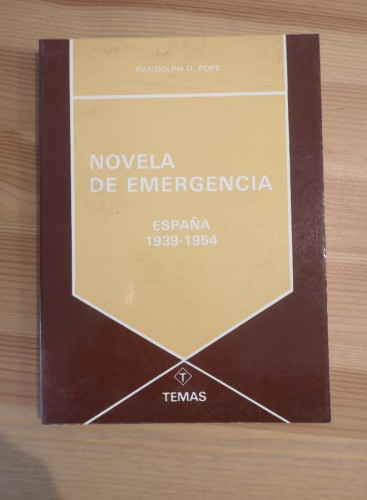 RANDOLPH D. POPE
NOVELA
DE EMERGENCIA
ESPAÑA
1939-1954
T
TEMAS